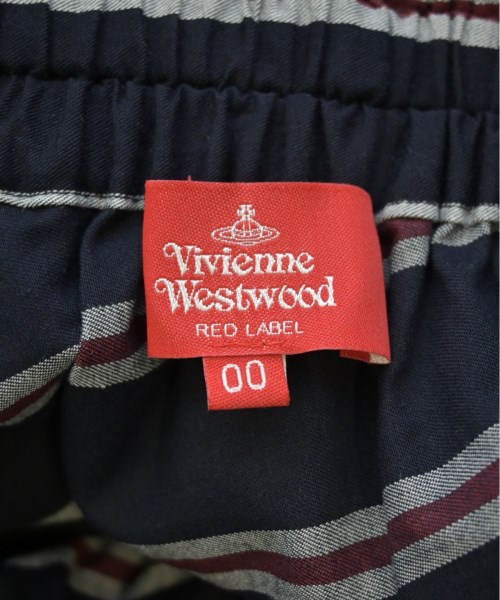 Vivienne
Westwood
RED LABEL
00